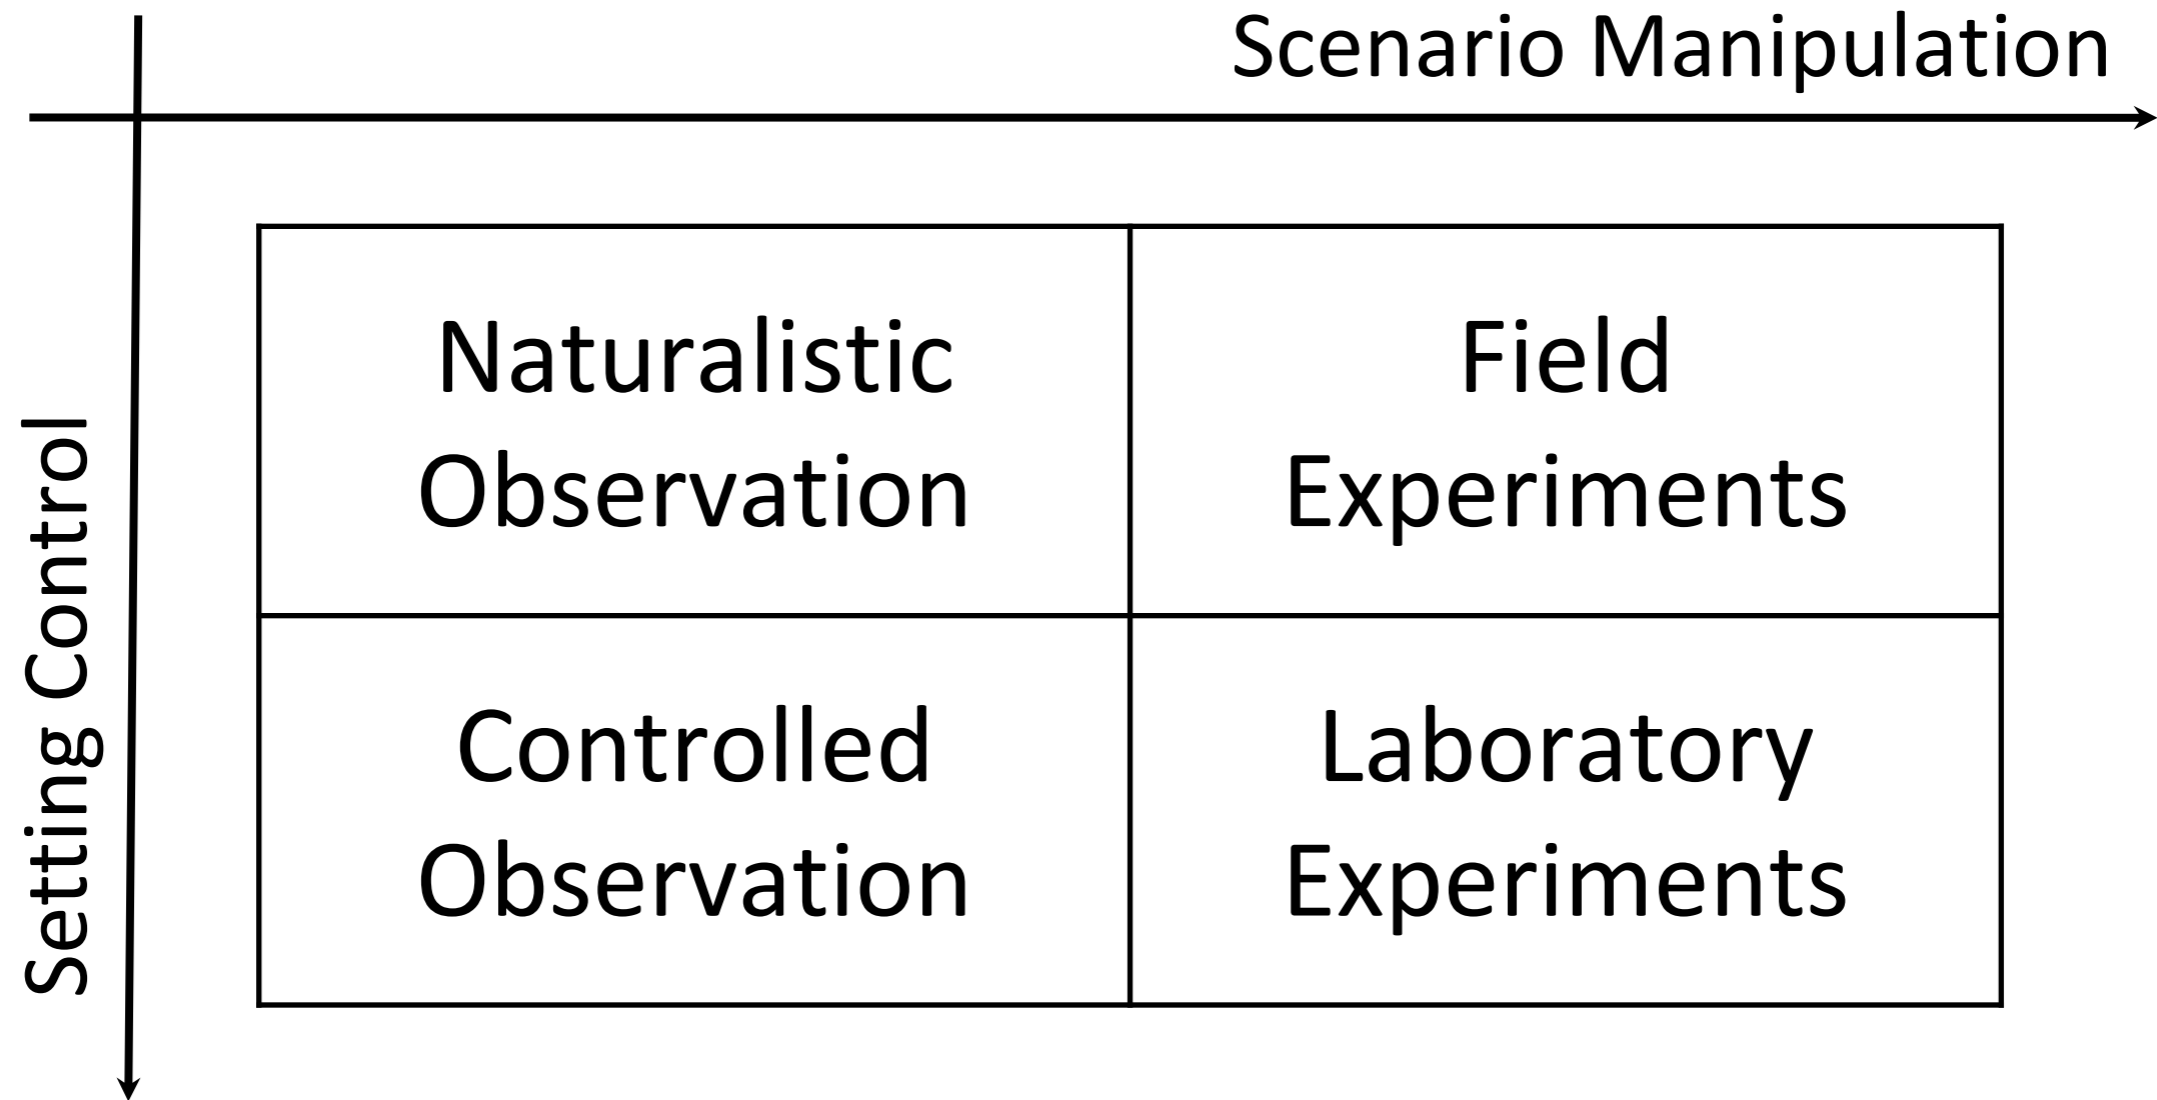 Scenario Manipulation
Setting Control
Naturalistic
Observation
Field
Experiments
Controlled
Observation
Laboratory
Experiments